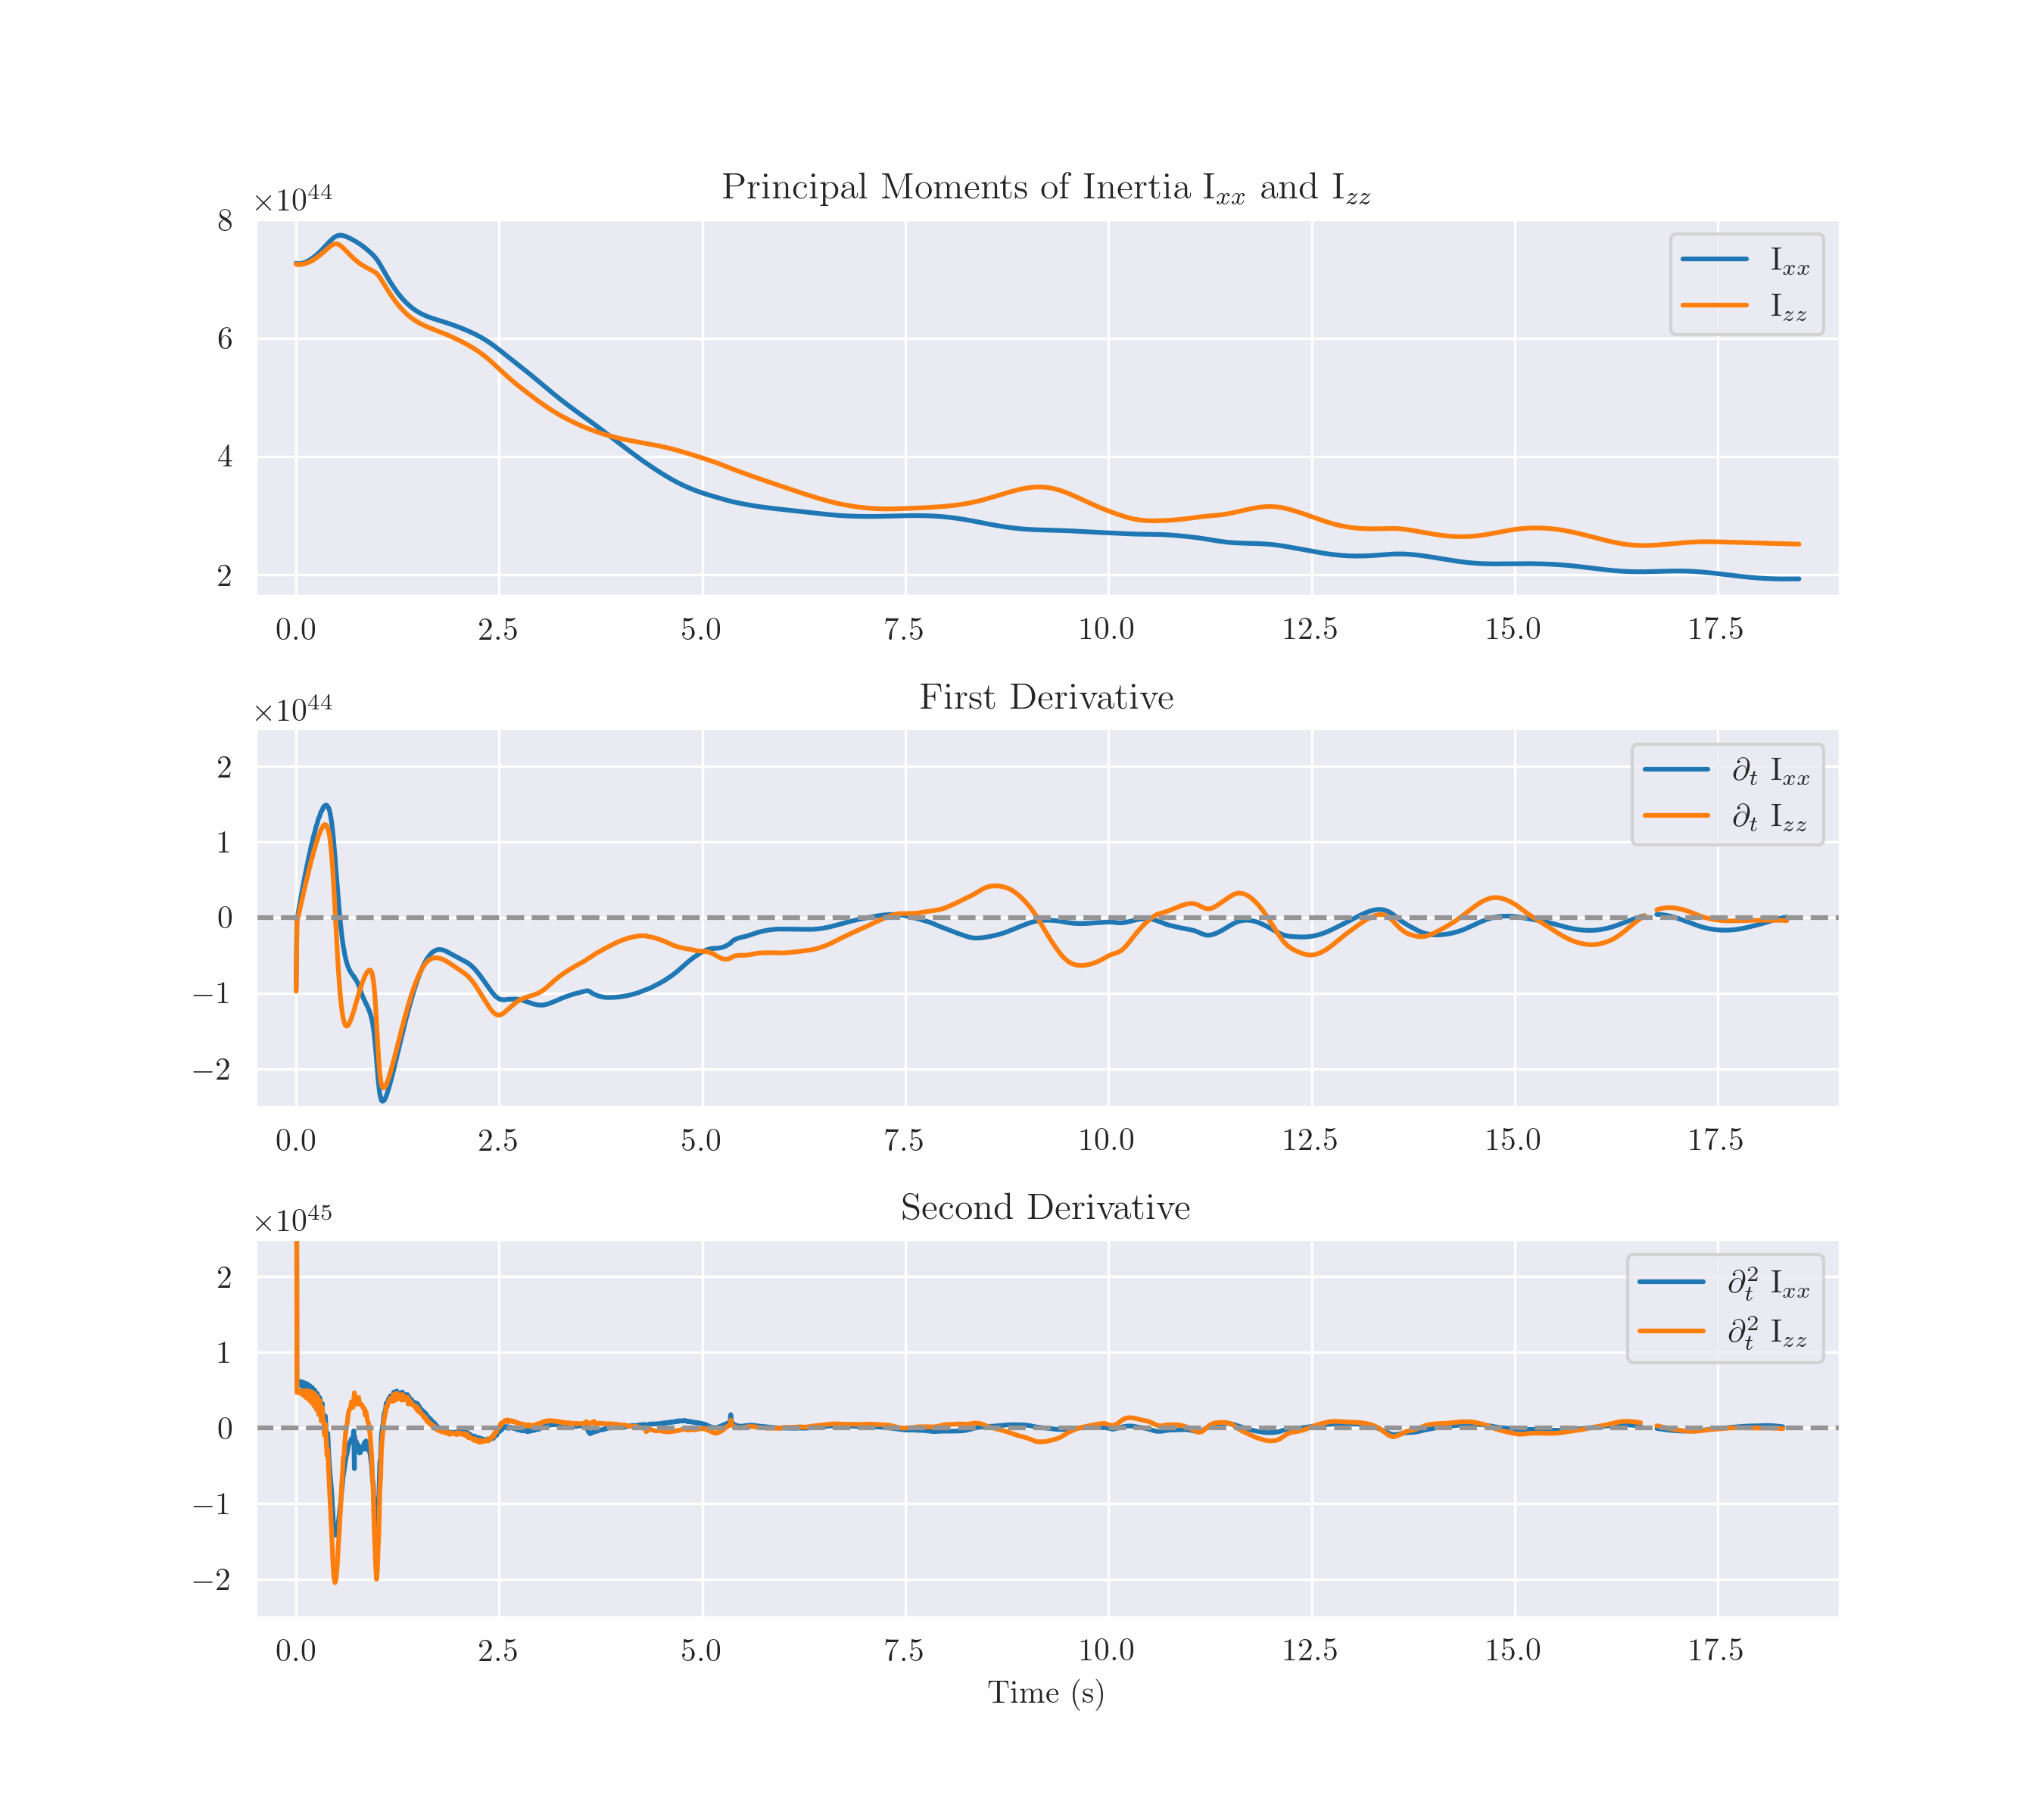 Principal Moments of Inertia I_xx and I_zz
×10^44
8
6
4
2
I_xx
I_zz
0.0 2.5 5.0 7.5 10.0 12.5 15.0 17.5
First Derivative
×10^44
2
1
0
−1
−2
∂_t I_xx
∂_t I_zz
0.0 2.5 5.0 7.5 10.0 12.5 15.0 17.5
Second Derivative
×10^45
2
1
0
−1
−2
∂_t^2 I_xx
∂_t^2 I_zz
0.0 2.5 5.0 7.5 10.0 12.5 15.0 17.5
Time (s)